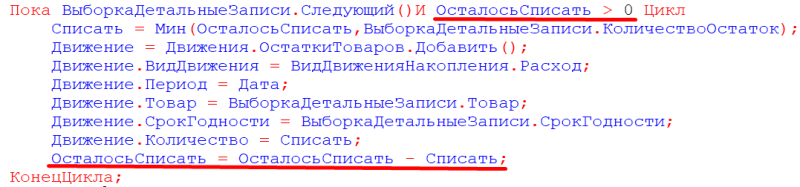 Пока ВыборкаДетальныеЗаписи.Следующий()И ОсталосьСписать > 0 Цикл
Списать = Мин(ОсталосьСписать,ВыборкаДетальныеЗаписи.КоличествоОстаток);
Движение = Движения.ОстаткиТоваров.Добавить();
Движение.ВидДвижения = ВидДвиженияНакопления.Расход;
Движение.Период = Дата;
Движение.Товар = ВыборкаДетальныеЗаписи.Товар;
Движение.СрокГодности = ВыборкаДетальныеЗаписи.СрокГодности;
Движение.Количество = Списать;
ОсталосьСписать = ОсталосьСписать - Списать;
КонецЦикла;